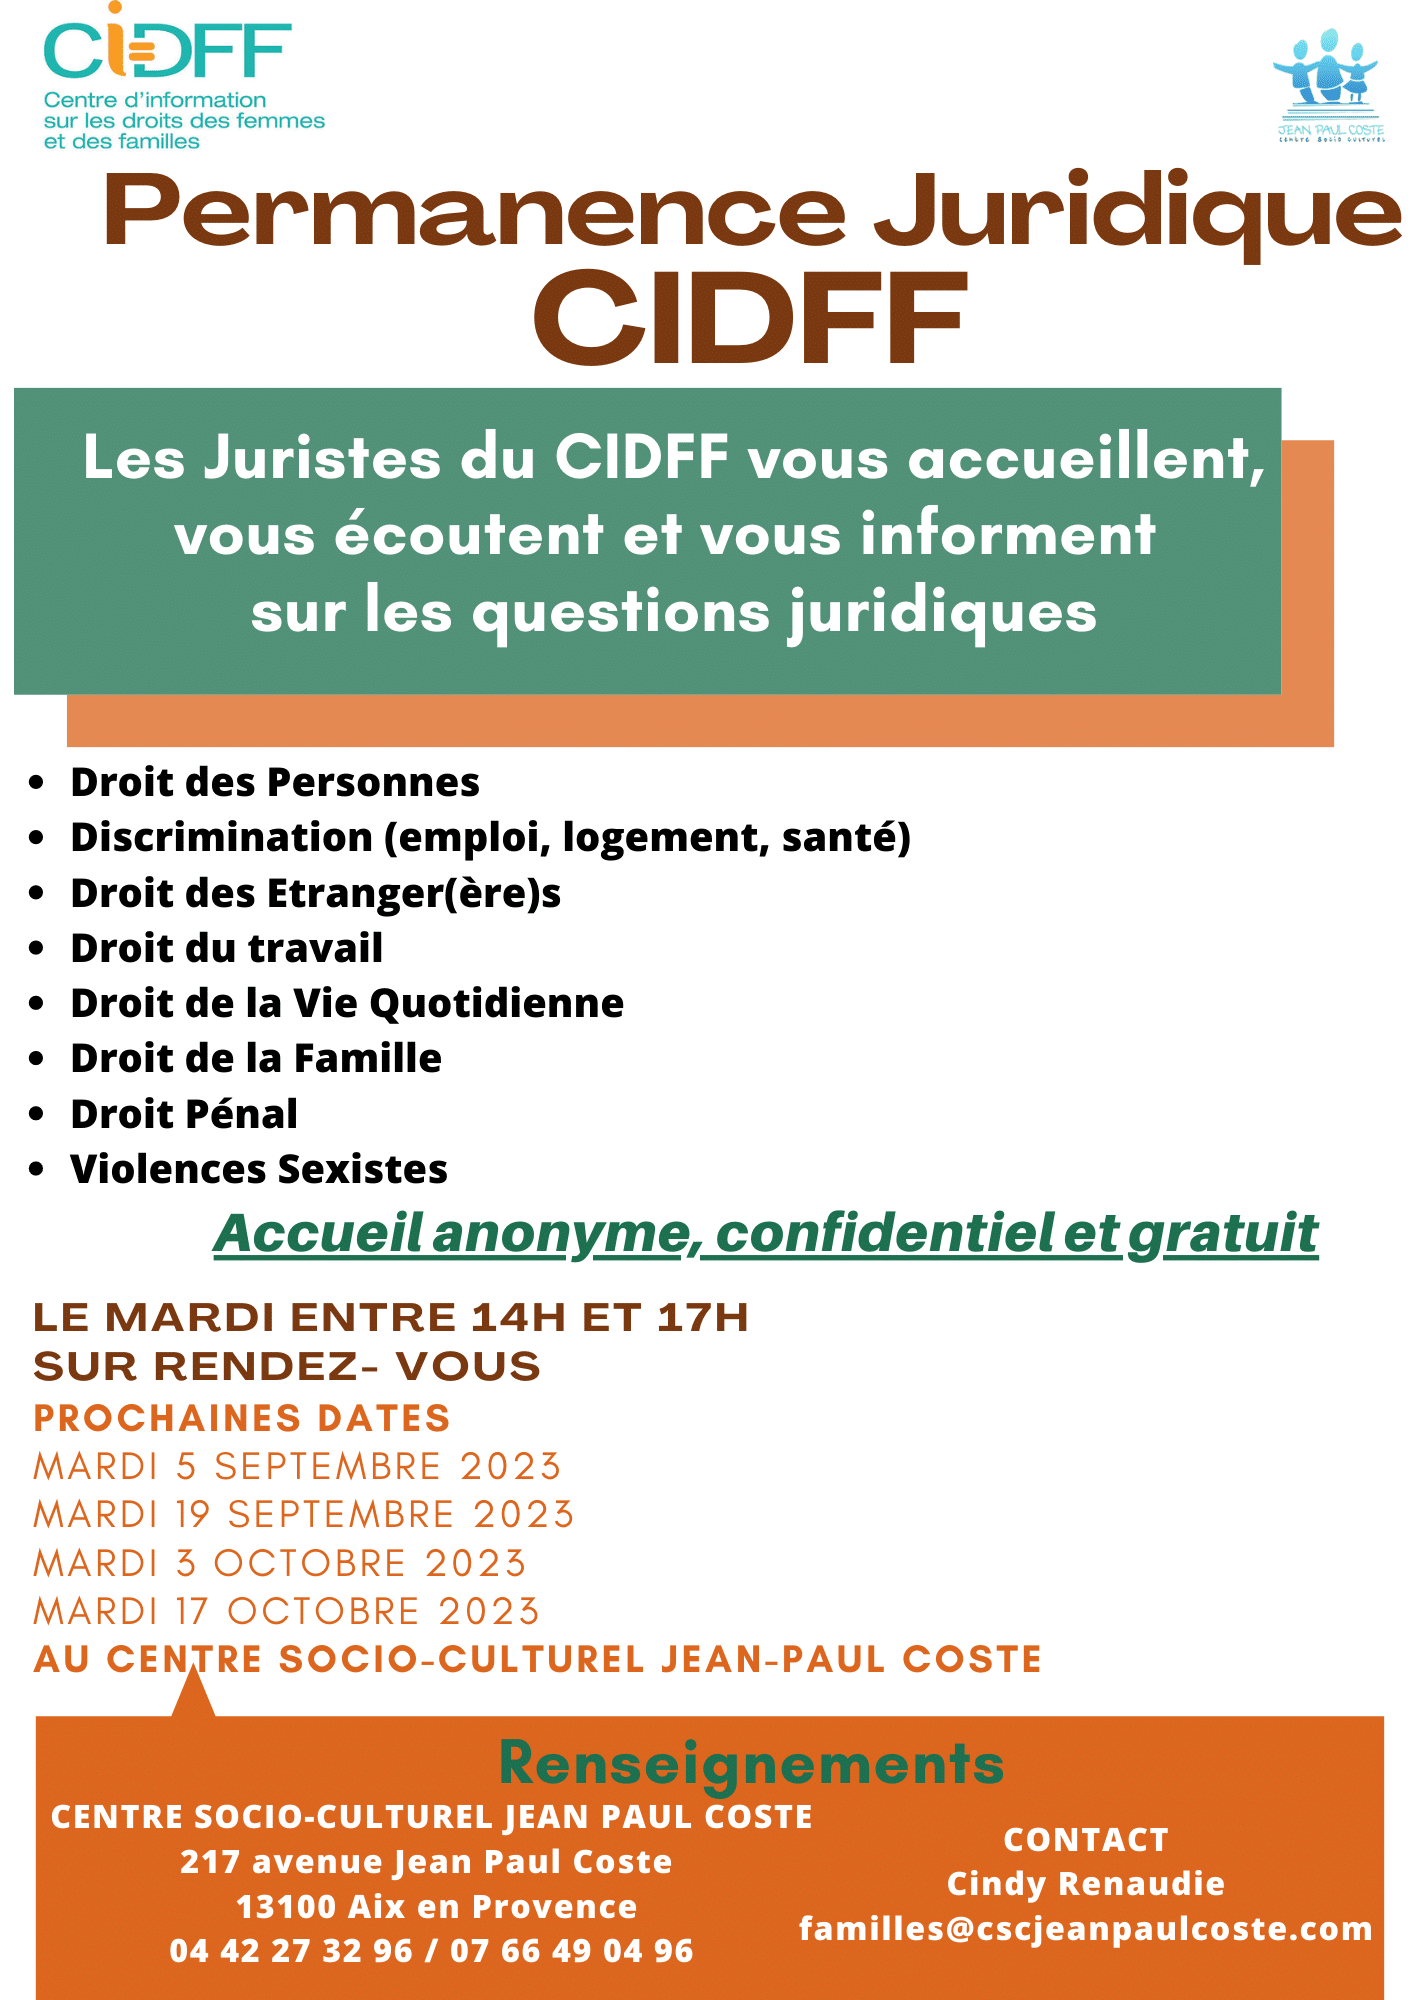 CIDFF
Centre d'information
sur les droits des femmes
et des familles
JEAN PAUL COSTE
centre socio culturel
Permanence Juridique
CIDFF
Les Juristes du CIDFF vous accueillent,
vous écoutent et vous informent
sur les questions juridiques
• Droit des Personnes
• Discrimination (emploi, logement, santé)
• Droit des Etranger(ère)s
• Droit du travail
• Droit de la Vie Quotidienne
• Droit de la Famille
• Droit Pénal
• Violences Sexistes
Accueil anonyme, confidentiel et gratuit
LE MARDI ENTRE 14H ET 17H
SUR RENDEZ- VOUS
PROCHAINES DATES
MARDI 5 SEPTEMBRE 2023
MARDI 19 SEPTEMBRE 2023
MARDI 3 OCTOBRE 2023
MARDI 17 OCTOBRE 2023
AU CENTRE SOCIO-CULTUREL JEAN-PAUL COSTE
Renseignements
CENTRE SOCIO-CULTUREL JEAN PAUL COSTE
217 avenue Jean Paul Coste
13100 Aix en Provence
04 42 27 32 96 / 07 66 49 04 96
CONTACT
Cindy Renaudie
familles@cscjeanpaulcoste.com